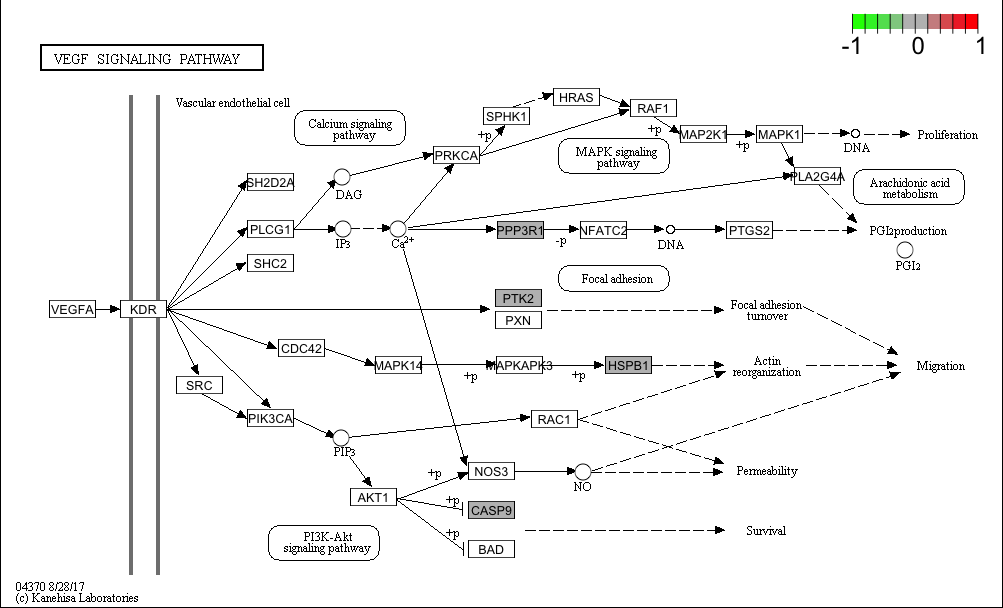 -1 0 1
VEGF SIGNALING PATHWAY
Vascular endothelial cell
HRAS
SPHK1
RAF1
Calcium signaling
pathway
+p
+p
MAP2K1
+p
MAPK1
DNA
Proliferation
PRKCA
MAPK signaling
pathway
SH2D2A
DAG
PLA2G4A
Arachidonic acid
metabolism
PLCG1
IP3
Ca2+
PPP3R1
-p
NFATC2
DNA
PTGS2
PGI2production
PGI2
SHC2
Focal adhesion
VEGFA
KDR
PTK2
PXN
Focal adhesion
turnover
CDC42
MAPK14
+p
MAPKAPK3
+p
HSPB1
Actin
reorganization
Migration
SRC
PIK3CA
RAC1
PIP3
NOS3
NO
Permeability
+p
AKT1
+p
CASP9
+p
BAD
Survival
PI3K-Akt
signaling pathway
04370 8/28/17
(c) Kanehisa Laboratories